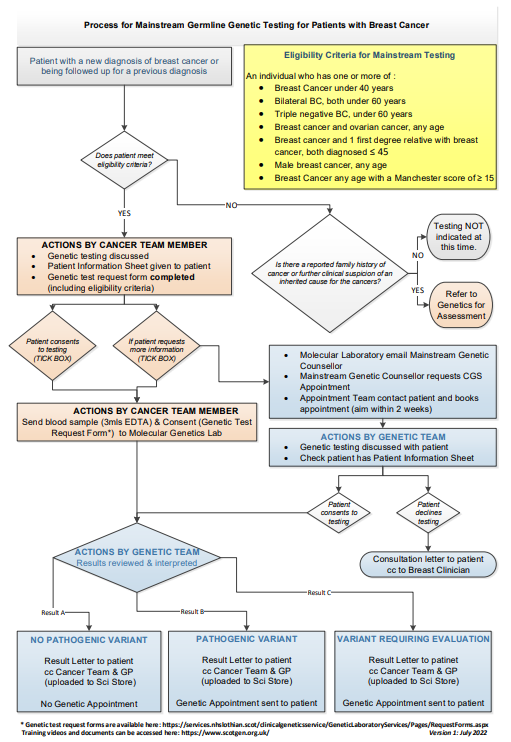 Process for Mainstream Germline Genetic Testing for Patients with Breast Cancer
Patient with a new diagnosis of breast cancer or
being followed up for a previous diagnosis
Eligibility Criteria for Mainstream Testing
An individual who has one or more of :
• Breast Cancer under 40 years
• Bilateral BC, both under 60 years
• Triple negative BC, under 60 years
• Breast cancer and ovarian cancer, any age
• Breast cancer and 1 first degree relative with breast
cancer, both diagnosed ≤ 45
• Male breast cancer, any age
• Breast Cancer any age with a Manchester score of ≥ 15
Does patient meet
eligibility criteria?
YES
NO
ACTIONS BY CANCER TEAM MEMBER
• Genetic testing discussed
• Patient Information Sheet given to patient
• Genetic test request form completed
(including eligibility criteria)
Is there a reported family history
of cancer or further clinical suspicion of an
inherited cause for the cancers?
NO
Testing NOT
indicated at
this time.
YES
Refer to
Genetics for
Assessment
Patient consents
to testing
(TICK BOX)
If patient requests
more information
(TICK BOX)
• Molecular Laboratory email Mainstream Genetic
Counsellor
• Mainstream Genetic Counsellor requests CGS
Appointment
• Appointment Team contact patient and books
appointment (aim within 2 weeks)
ACTIONS BY CANCER TEAM MEMBER
Send blood sample (3mls EDTA) & Consent (Genetic Test
Request Form*) to Molecular Genetics Lab
ACTIONS BY GENETIC TEAM
• Genetic testing discussed with patient
• Check patient has Patient Information Sheet
Patient
consents to
testing
Patient
declines
testing
Consultation letter to patient
cc to Breast Clinician
ACTIONS BY GENETIC TEAM
Results reviewed & interpreted
Result A
Result B
Result C
NO PATHOGENIC VARIANT
Result Letter to patient
cc Cancer Team & GP
(uploaded to Sci Store)
No Genetic Appointment
PATHOGENIC VARIANT
Result Letter to patient
cc Cancer Team & GP
(uploaded to Sci Store)
Genetic Appointment sent to patient
VARIANT REQUIRING EVALUATION
Result Letter to patinet
cc Cancer Team & GP
(uploaded to Sci Store)
Genetic Appointment sent to patient
* Genetic test request forms are available here: https://services.nhslothian.scot/clinicalgeneticsservice/GeneticLaboratoryServices/Pages/RequestForms.aspx
Training videos and documents can be accessed here: https://www.scotgen.org.uk/
Version 1: July 2022